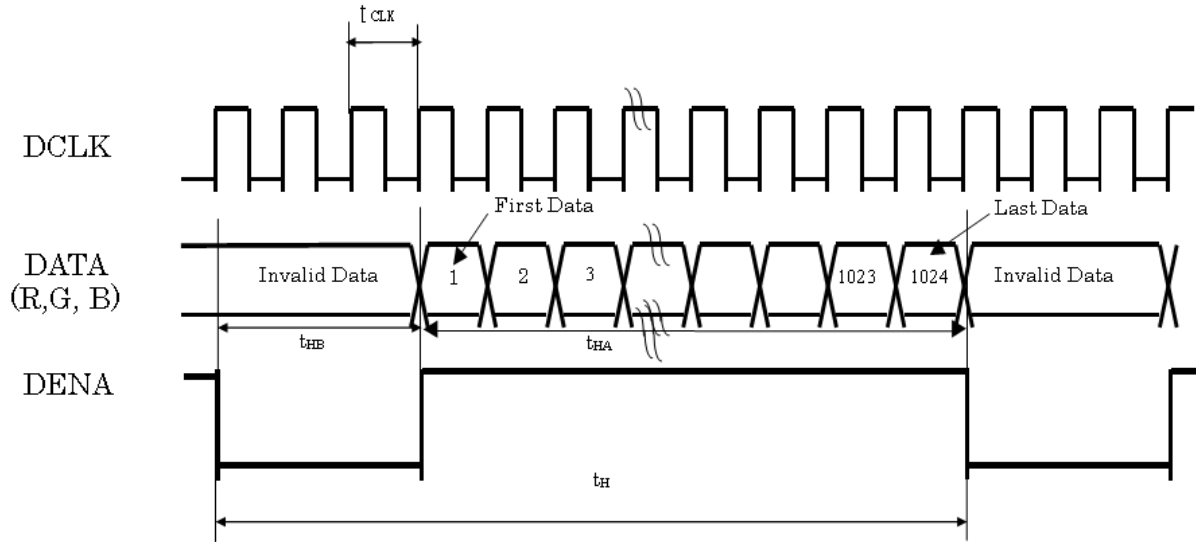 t CLK
DCLK
First Data
Last Data
DATA
(R,G, B)
Invalid Data
1
2
3
1023
1024
Invalid Data
tHB
tHA
DENA
tH